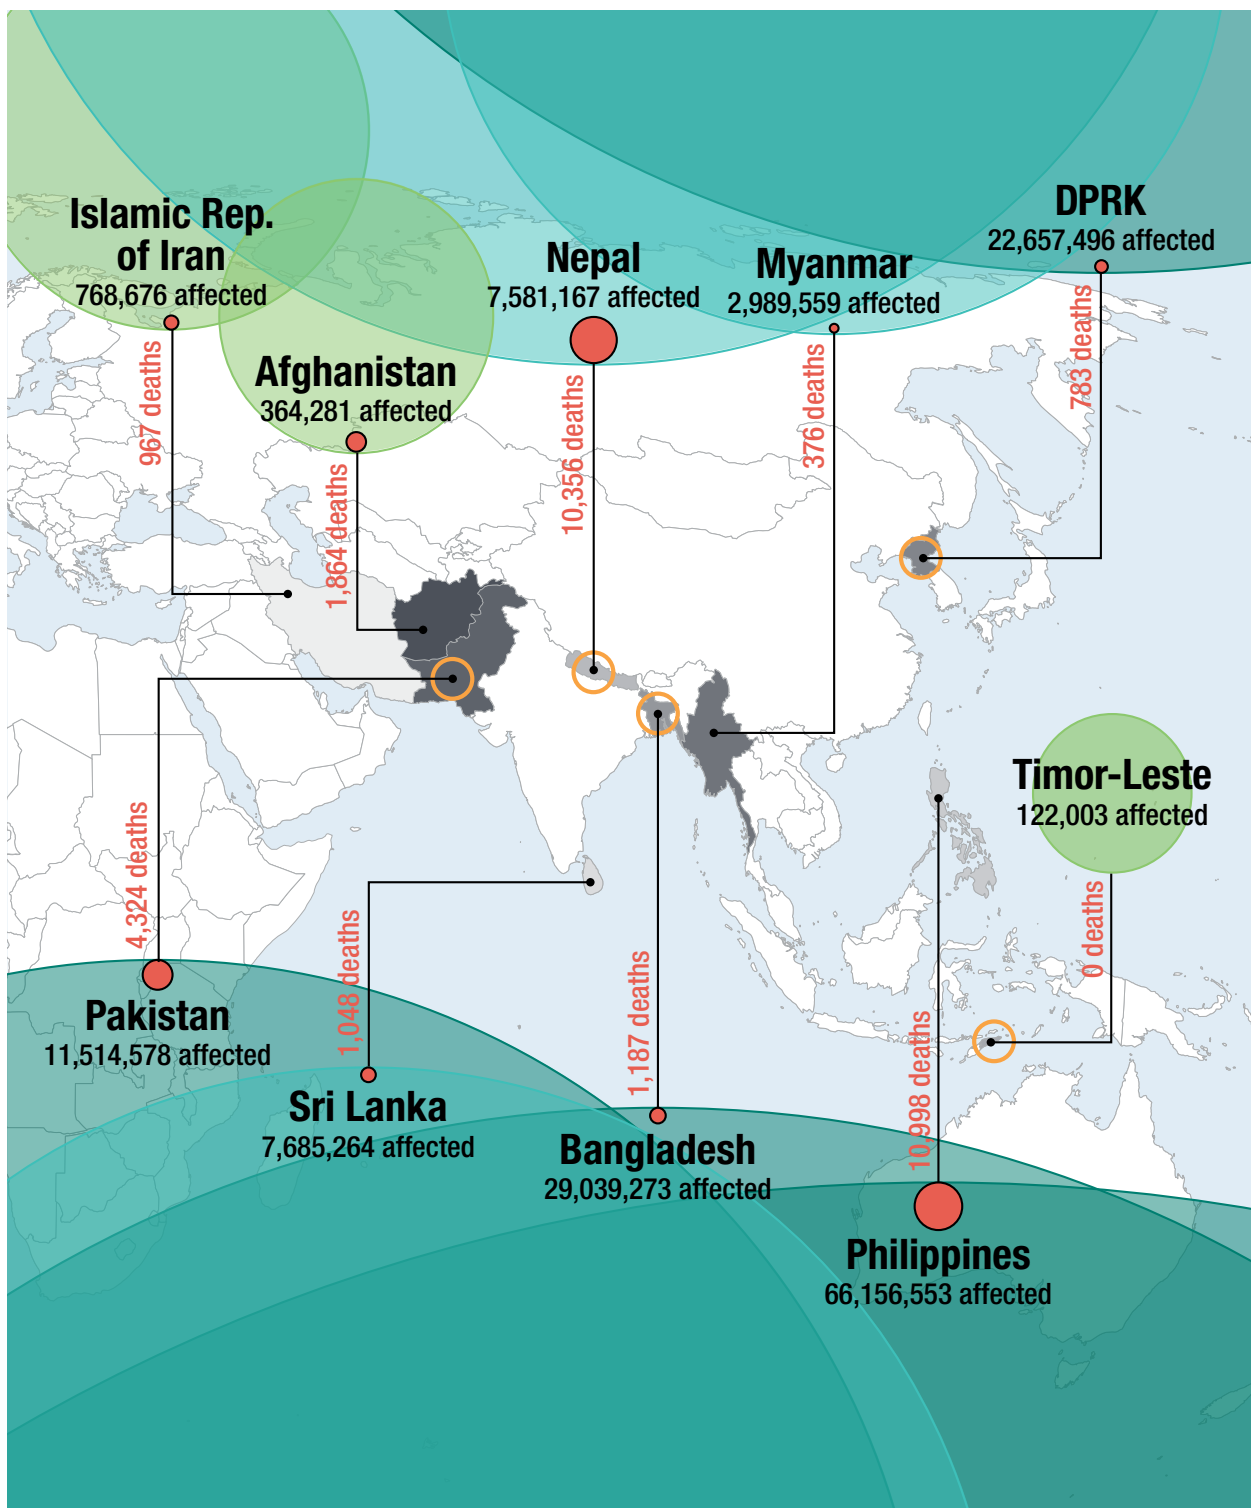 DPRK
22,657,496 affected
783 deaths
Islamic Rep.
of Iran
768,676 affected
967 deaths
Nepal
7,581,167 affected
10,356 deaths
Myanmar
2,989,559 affected
376 deaths
Afghanistan
364,281 affected
1,864 deaths
Timor-Leste
122,003 affected
0 deaths
4,324 deaths
Pakistan
11,514,578 affected
1,048 deaths
Sri Lanka
7,685,264 affected
1,187 deaths
Bangladesh
29,039,273 affected
10,998 deaths
Philippines
66,156,553 affected